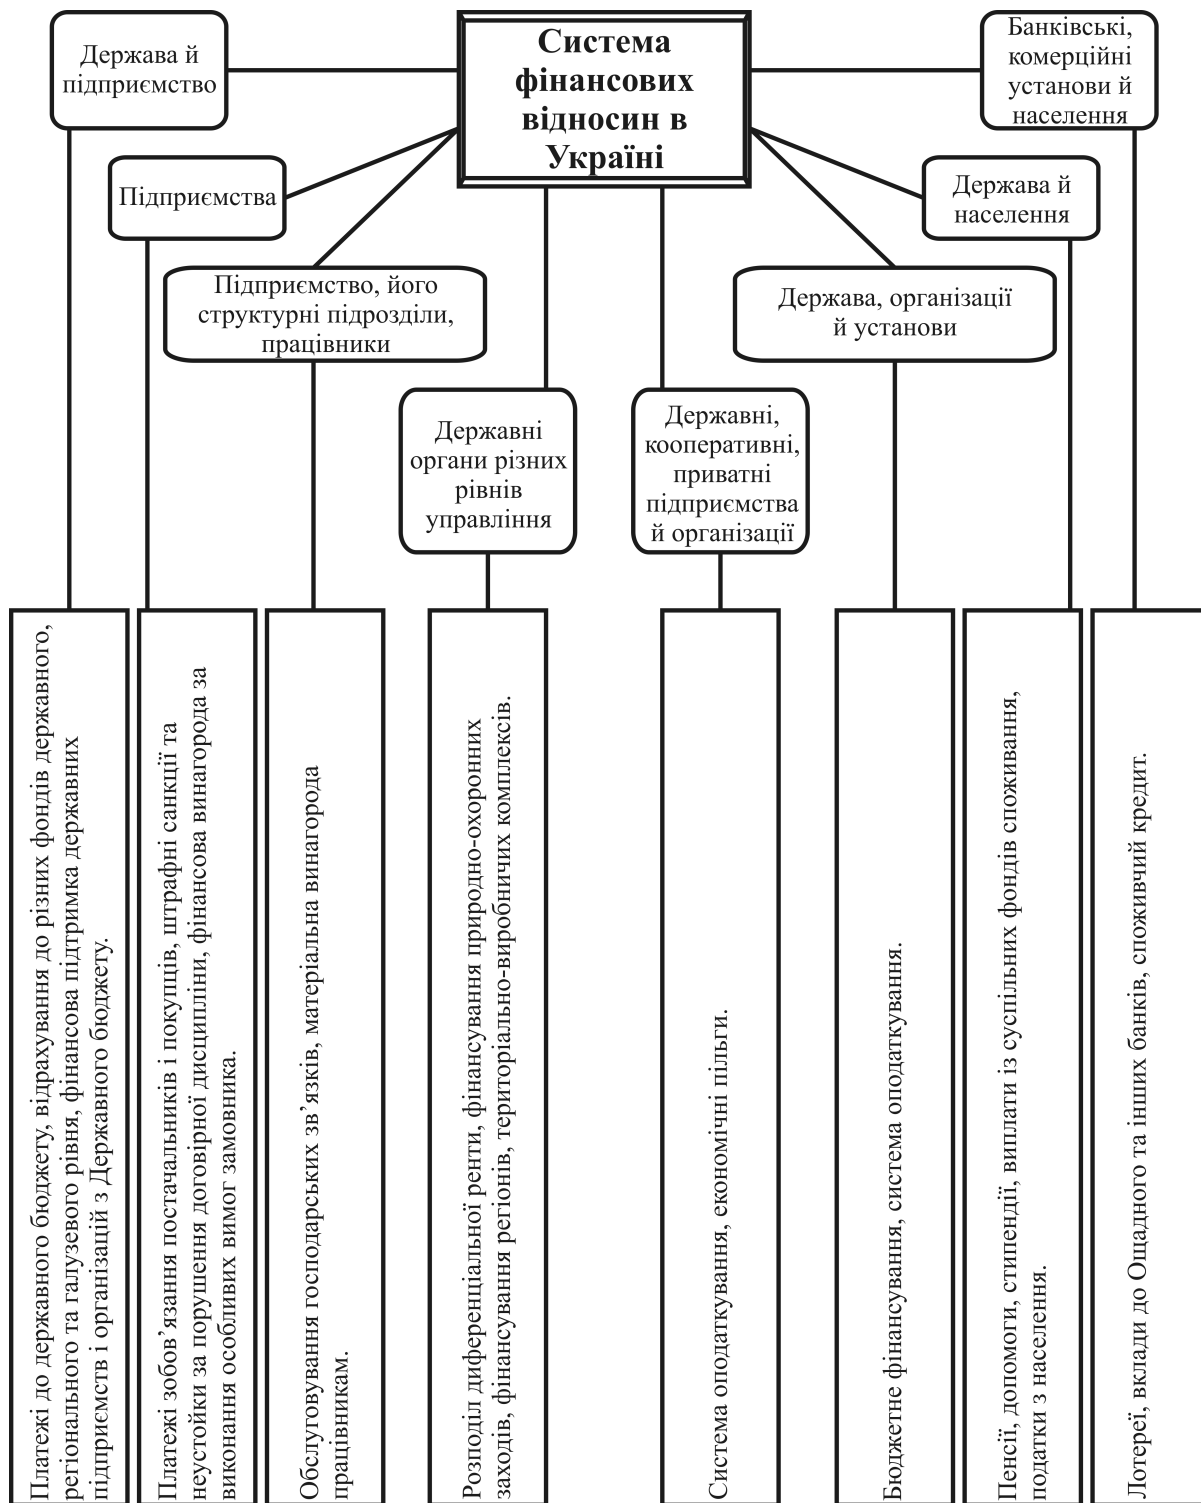 Держава й
підприємство
Система
фінансових
відносин в
Україні
Банківські,
комерційні
установи й
населення
Підприємства
Держава й
населення
Підприємство, його
структурні підрозділи,
працівники
Держава, організації
й установи
Державні
органи різних
рівнів
управління
Державні,
кооперативні,
приватні
підприємства
й організації
Платежі до державного бюджету, відрахування до різних фондів державного,
регіонального та галузевого рівня, фінансова підтримка державних
підприємств і організацій з Державного бюджету.
Платежі зобов’язання постачальників і покупців, штрафні санкції та
неустойки за порушення договірної дисципліни, фінансова винагорода за
виконання особливих вимог замовника.
Обслуговування господарських зв’язків, матеріальна винагорода
працівникам.
Розподіл диференціальної ренти, фінансування природно-охоронних
заходів, фінансування регіонів, територіально-виробничих комплексів.
Система оподаткування, економічні пільги.
Бюджетне фінансування, система оподаткування.
Пенсії, допомоги, стипендії, виплати із суспільних фондів споживання,
податки з населення.
Лотереї, вклади до Ощадного та інших банків, споживчий кредит.